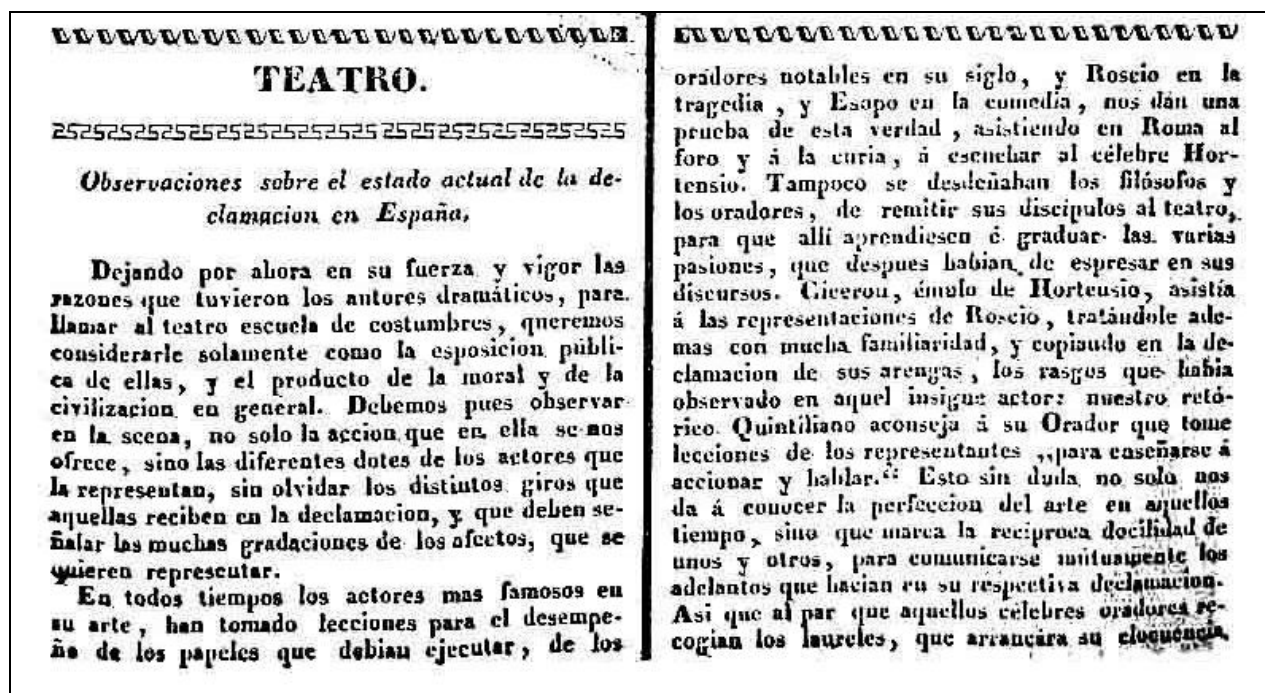 TEATRO.
Observaciones sobre el estado actual de la de-
clamacion en España,
Dejando por ahora en su fuerza y vigor las
razones que tuvieron los autores dramáticos, para
llamar al teatro escuela de costumbres, queremos
considerarle solamente como la esposicion públi-
ca de ellas, y el producto de la moral y de la
civilizacion en general. Debemos pues observar
en la scena, no solo la accion que en ella se nos
ofrece, sino las diferentes dotes de los actores que
la representan, sin olvidar los distintos giros que
aquellas reciben en la declamacion, y que deben se-
ñalar las muchas gradaciones de los afectos, que se
quieren representar.
En todos tiempos los actores mas famosos en
su arte, han tomado lecciones para el desempe-
ño de los papeles que debian ejecutar, de los
oradores notables en su siglo, y Roscio en la
tragedia, y Esopo en la comedia, nos dán una
prueba de esta verdad, asistiendo en Roma al
foro y á la curia, á escuchar al célebre Hor-
tensio. Tampoco se desdeñaban los filósofos y
los oradores, de remitir sus discipulos al teatro,
para que allí aprendiesen é graduar las varias
pasiones, que despues habian de espresar en sus
discursos. Ciceron, émulo de Hortensio, asistía
á las representaciones de Roscio, tratándole ade-
mas con mucha familiaridad, y copiando en la de-
clamacion de sus arengas, los rasgos que habia
observado en aquel insigne actor: nuestro retó-
rico Quintiliano aconseja á su Orador que tome
lecciones de los representantes „para enseñarse á
accionar y hablar.“ Esto sin duda no solo nos
da á conocer la perfeccion del arte en aquellos
tiempo, sino que marca la reciproca docilidad de
unos y otros, para comunicarse mútuamente los
adelantos que hacian en su respectiva declamacion.
Asi que al par que aquellos célebres oradores re-
cogian los laureles, que arrancára su elocuencia